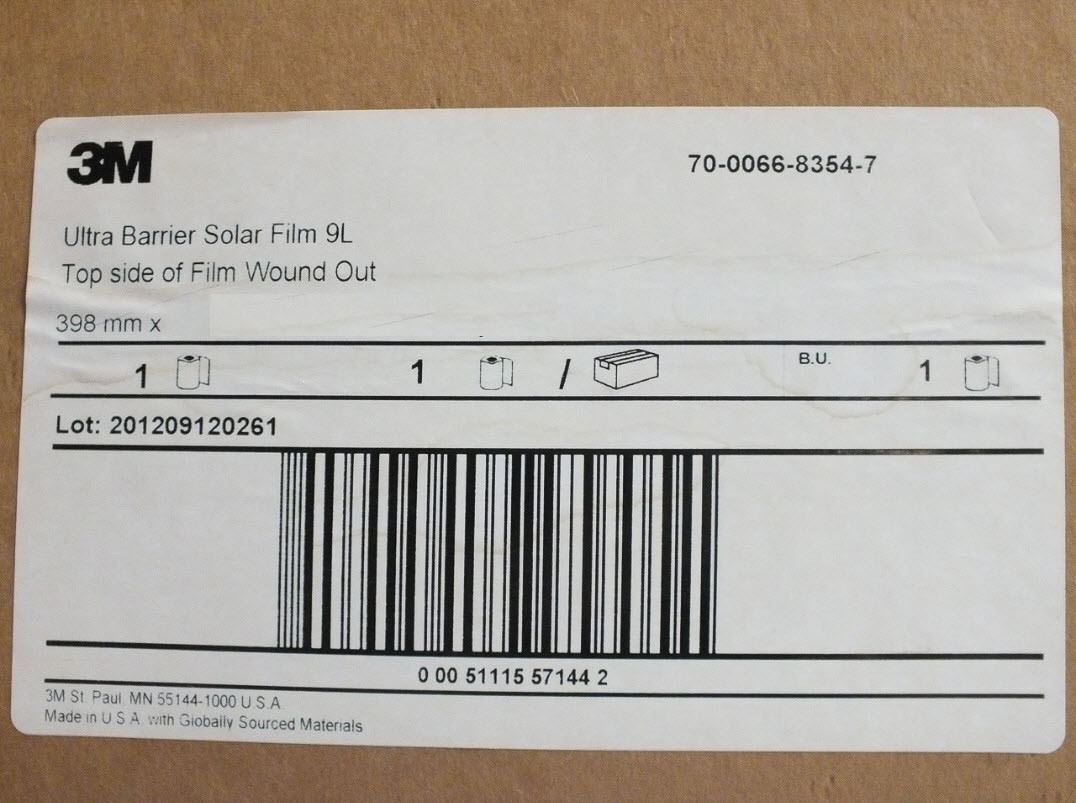 3M
70-0066-8354-7
Ultra Barrier Solar Film 9L
Top side of Film Wound Out
398 mm x
1 1 / B.U. 1
Lot: 201209120261
0 00 51115 57144 2
3M St. Paul, MN 55144-1000 U S A
Made in U S A with Globally Sourced Materials